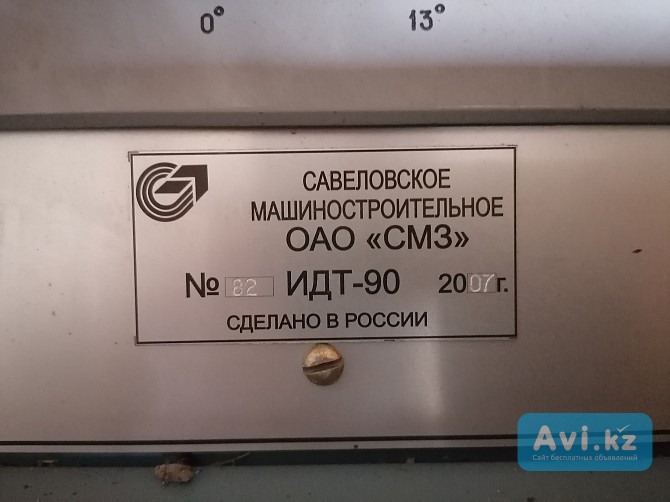 0° 13°
САВЕЛОВСКОЕ
МАШИНОСТРОИТЕЛЬНОЕ
ОАО «СМЗ»
№ 82 ИДТ-90 2007г.
СДЕЛАНО В РОССИИ
Avi.kz
Сайт бесплатных объявлений